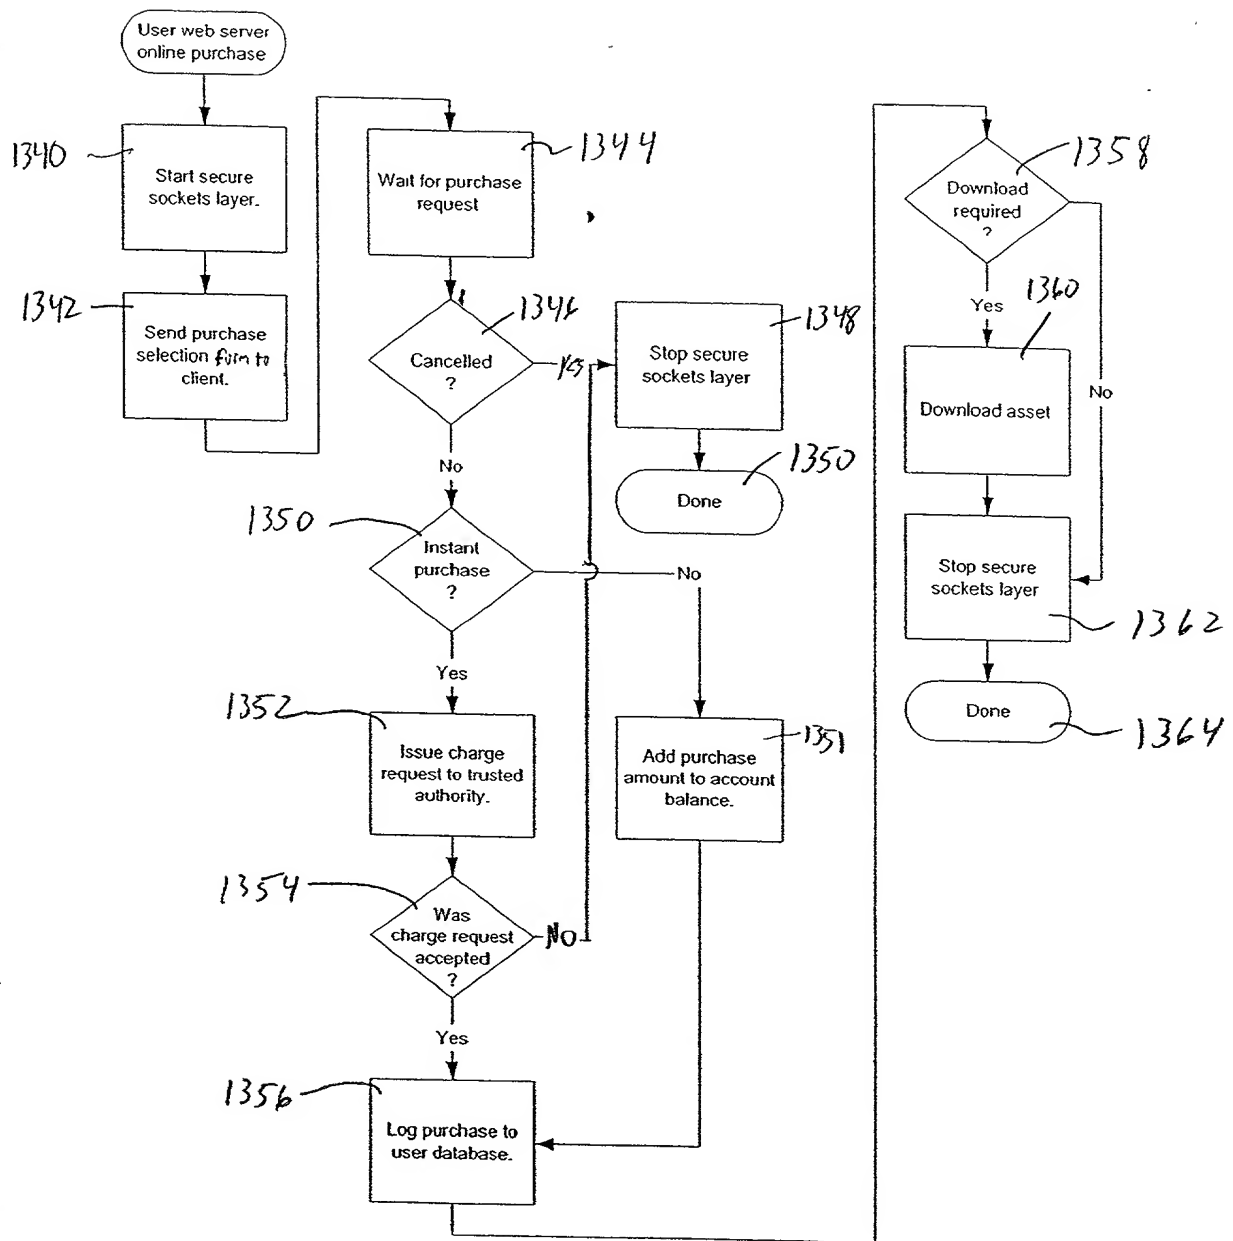 User web server
online purchase
1340
Start secure
sockets layer.
1342
Send purchase
selection form to
client.
1344
Wait for purchase
request
1346
Cancelled
?
Yes
No
1348
Stop secure
sockets layer
1350
Done
1350
Instant
purchase
?
No
Yes
1352
Issue charge
request to trusted
authority.
1351
Add purchase
amount to account
balance.
1354
Was
charge request
accepted
?
NO
Yes
1356
Log purchase to
user database.
1358
Download
required
?
Yes
No
1360
Download asset
Stop secure
sockets layer
1362
Done
1364